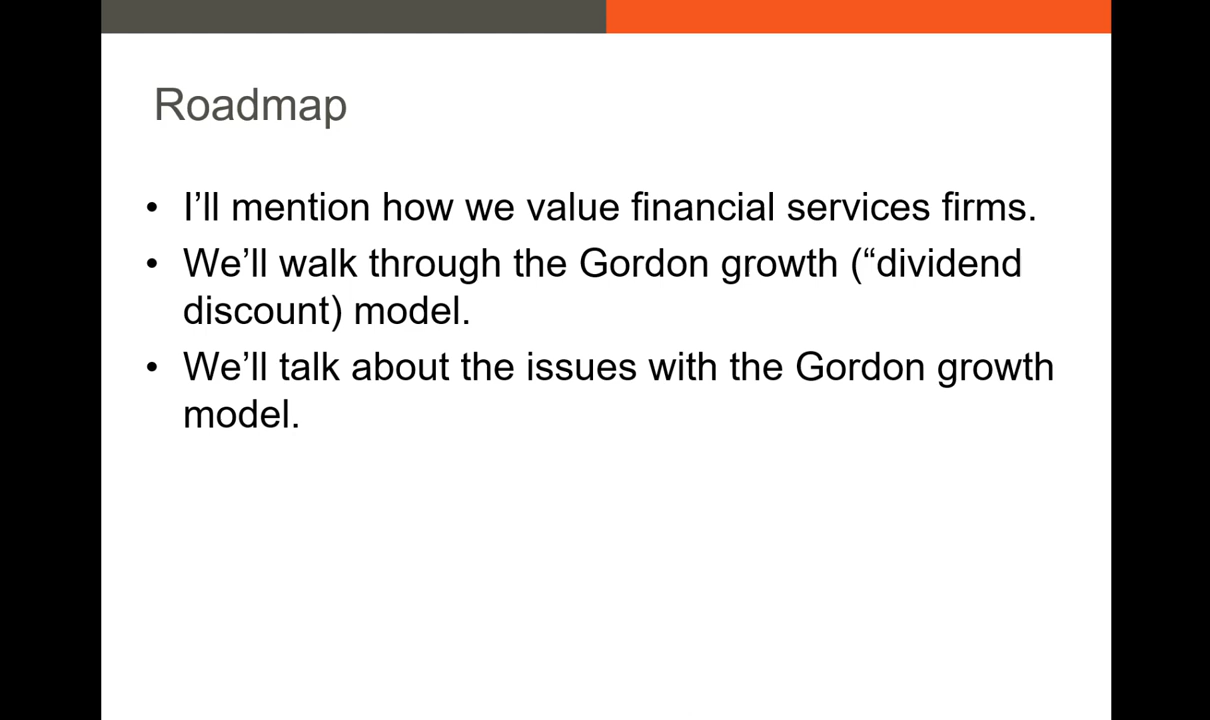 Roadmap
• I’ll mention how we value financial services firms.
• We’ll walk through the Gordon growth (“dividend
discount) model.
• We’ll talk about the issues with the Gordon growth
model.